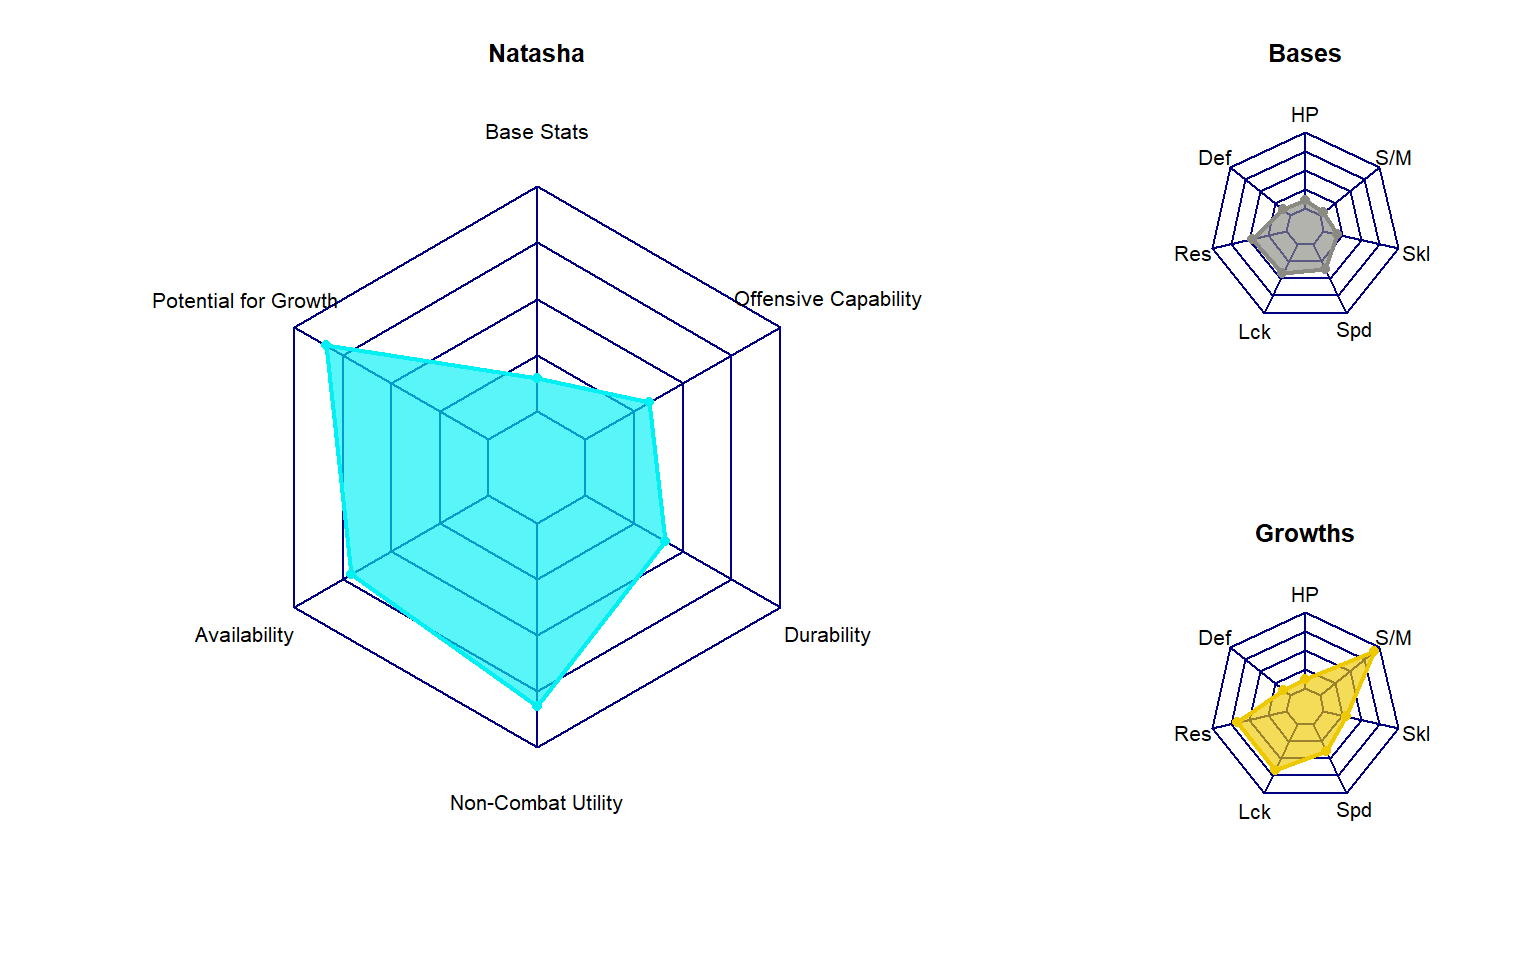 Natasha
Base Stats
Potential for Growth
Offensive Capability
Availability
Durability
Non-Combat Utility
Bases
HP
Def
S/M
Res
Skl
Lck
Spd
Growths
HP
Def
S/M
Res
Skl
Lck
Spd